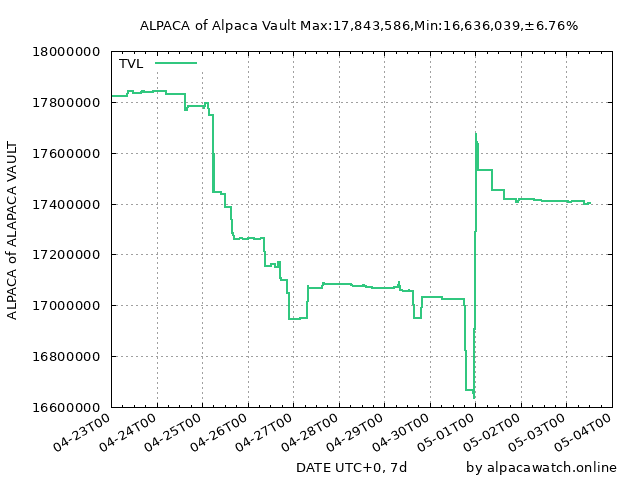 ALPACA of Alpaca Vault Max:17,843,586,Min:16,636,039,±6.76%
TVL
ALPACA of ALAPACA VAULT
18000000
17800000
17600000
17400000
17200000
17000000
16800000
16600000
04-23T00
04-24T00
04-25T00
04-26T00
04-27T00
04-28T00
04-29T00
04-30T00
05-01T00
05-02T00
05-03T00
05-04T00
DATE UTC+0, 7d
by alpacawatch.online